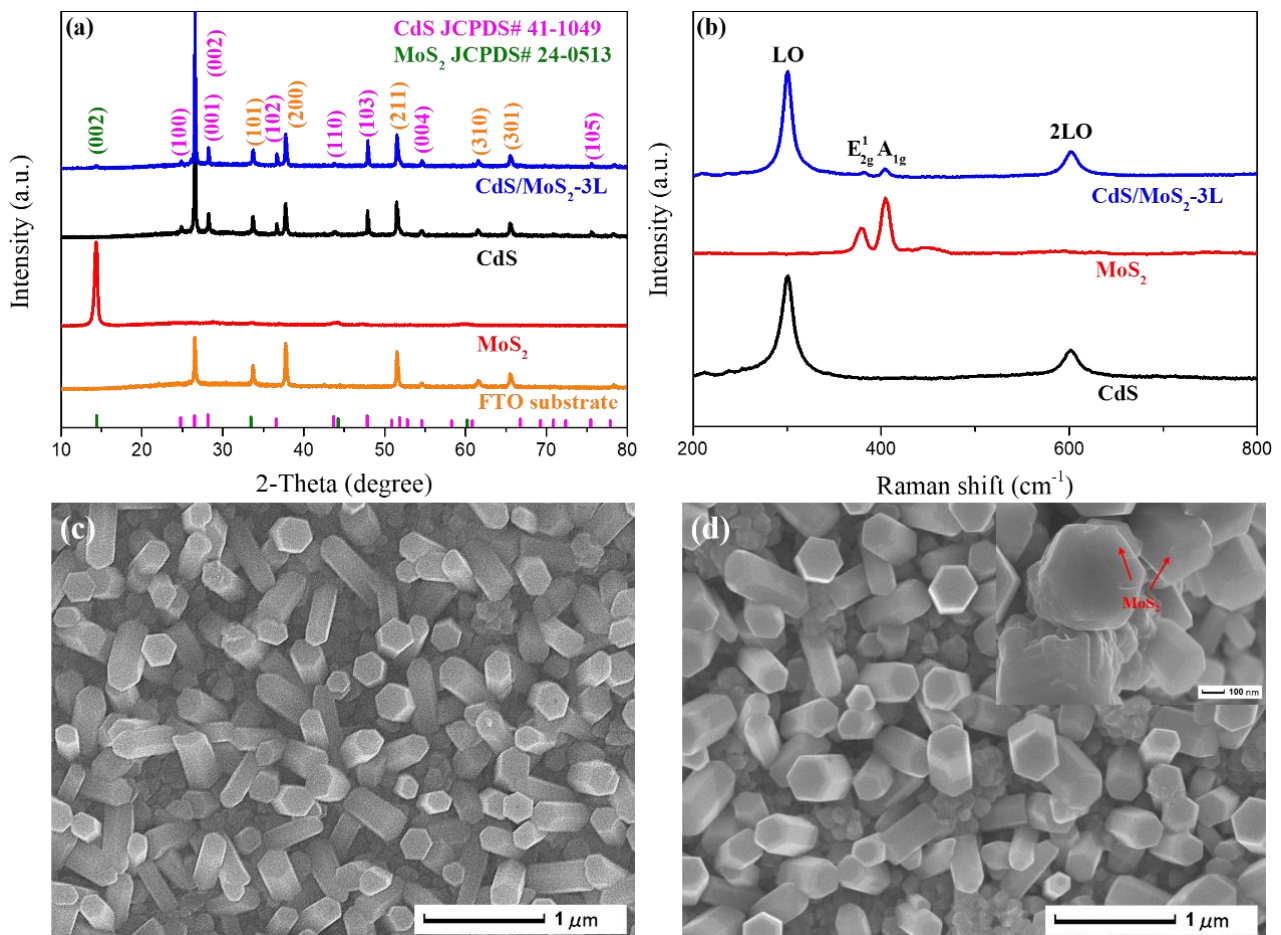 (a)
CdS JCPDS# 41-1049
MoS₂ JCPDS# 24-0513
(002)
(100)
(001) (002)
(101)
(102)
(200)
(110)
(103)
(211)
(004)
(310)
(301)
(105)
CdS/MoS₂-3L
CdS
MoS₂
FTO substrate
Intensity (a.u.)
10 20 30 40 50 60 70 80
2-Theta (degree)
(b)
LO
E¹₂g A₁g
2LO
CdS/MoS₂-3L
MoS₂
CdS
Intensity (a.u.)
200 400 600 800
Raman shift (cm⁻¹)
(c)
1 μm
(d)
MoS₂
100 nm
1 μm